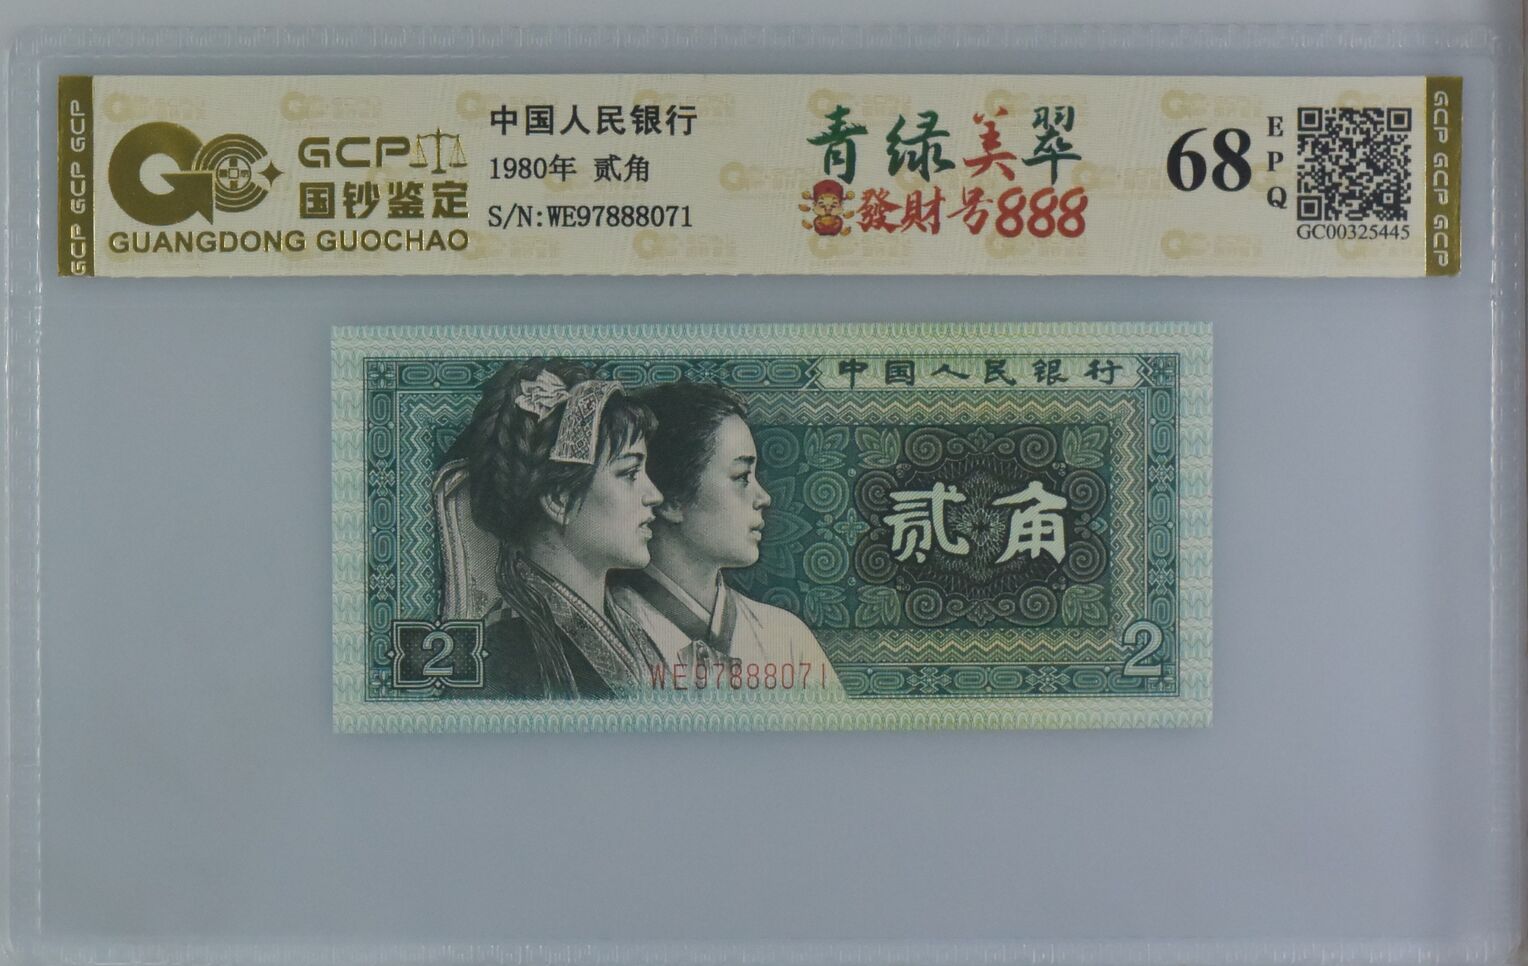 GCP GCP GCP
GCP
国钞鉴定
GUANGDONG GUOCHAO
中国人民银行
1980年 贰角
S/N:WE97888071
青绿美翠
發財号888
68
EPQ
GC00325445
GCP GCP GCP
中国人民银行
贰角
2
WE97888071
2